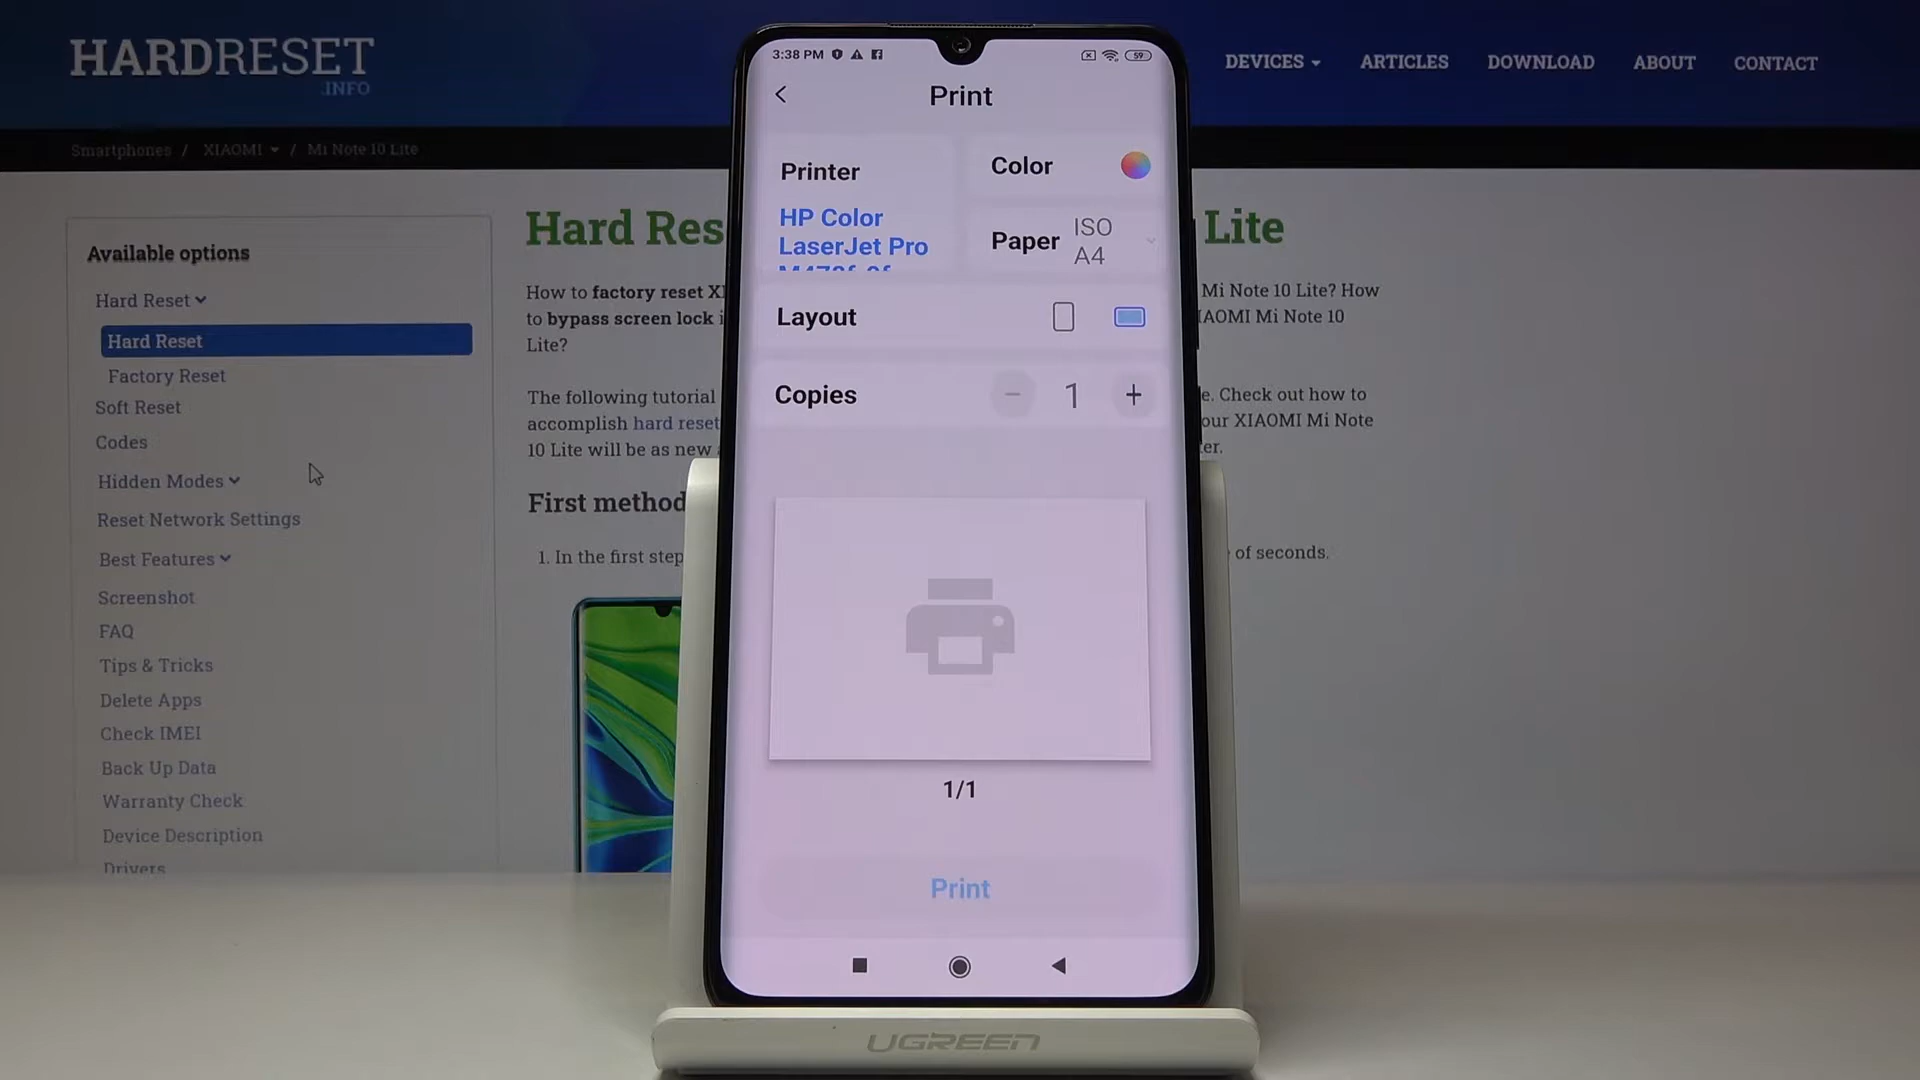 HARDRESET
.INFO
DEVICES
ARTICLES
DOWNLOAD
ABOUT
CONTACT
Smartphones / XIAOMI / Mi Note 10 Lite
Available options
Hard Reset
Hard Reset
Factory Reset
Soft Reset
Codes
Hidden Modes
Reset Network Settings
Best Features
Screenshot
FAQ
Tips & Tricks
Delete Apps
Check IMEI
Back Up Data
Warranty Check
Device Description
Drivers
Hard Res
Lite
How to factory reset XI
Mi Note 10 Lite? How
to bypass screen lock i
IAOMI Mi Note 10
Lite?
The following tutorial
e. Check out how to
accomplish hard reset
our XIAOMI Mi Note
10 Lite will be as new
er.
First method
1. In the first step
of seconds.
3:38 PM
59
Print
Printer
HP Color
LaserJet Pro
Color
Paper
ISO
A4
Layout
Copies
1
1/1
Print
UGREEN